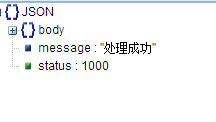 JSON
body
message : "处理成功"
status : 1000